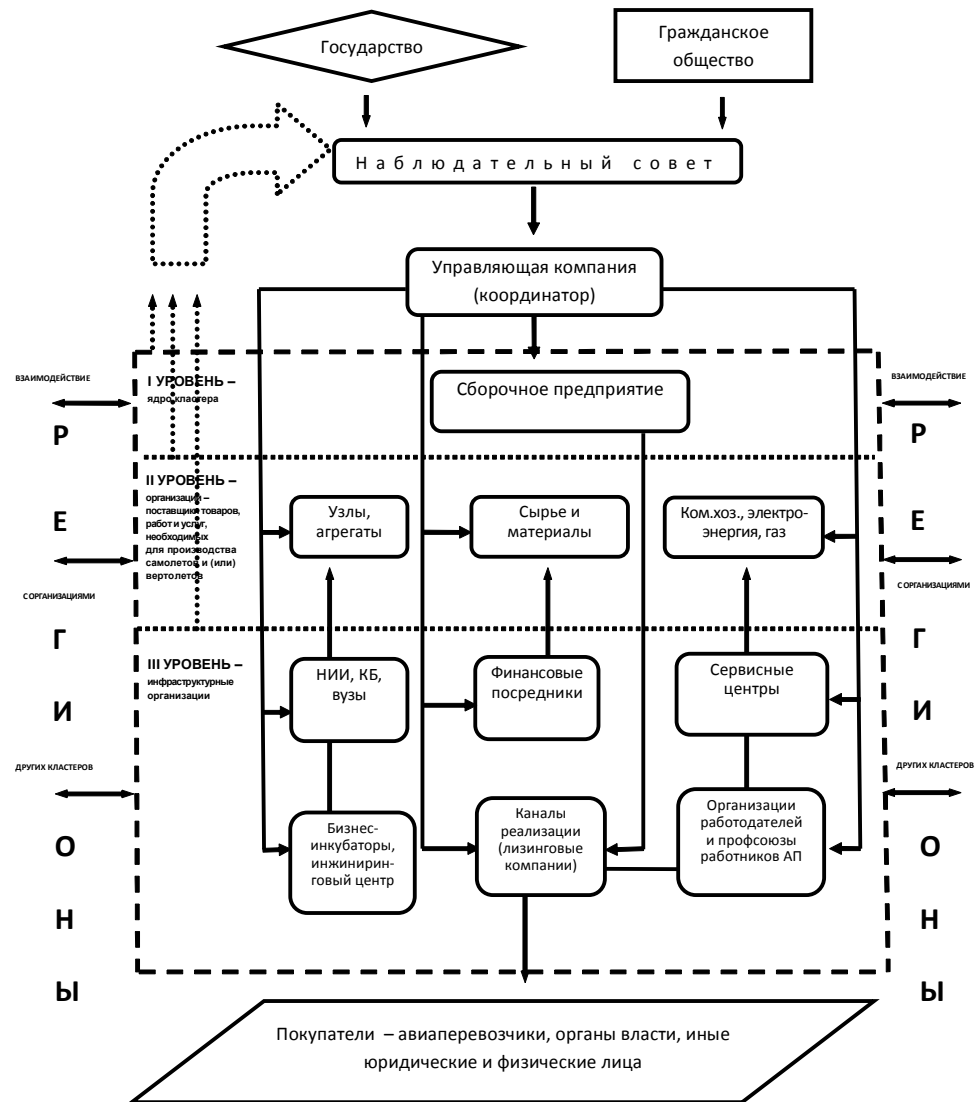 Государство
Гражданское
общество
Наблюдательный совет
Управляющая компания
(координатор)
ВЗАИМОДЕЙСТВИЕ
I УРОВЕНЬ –
ядро кластера
Сборочное предприятие
ВЗАИМОДЕЙСТВИЕ
Р
Р
II УРОВЕНЬ –
организации –
поставщики товаров,
работ и услуг,
необходимых
для производства
самолетов и (или)
вертолетов
Узлы,
агрегаты
Сырье и
материалы
Ком.хоз., электро-
энергия, газ
Е
Е
С ОРГАНИЗАЦИЯМИ
С ОРГАНИЗАЦИЯМИ
Г
Г
III УРОВЕНЬ –
инфраструктурные
организации
НИИ, КБ,
вузы
Финансовые
посредники
Сервисные
центры
И
И
ДРУГИХ КЛАСТЕРОВ
ДРУГИХ КЛАСТЕРОВ
Бизнес-
инкубаторы,
инжинирин-
говый центр
Каналы
реализации
(лизинговые
компании)
Организации
работодателей
и профсоюзы
работников АП
О
О
Н
Н
Ы
Ы
Покупатели – авиаперевозчики, органы власти, иные
юридические и физические лица